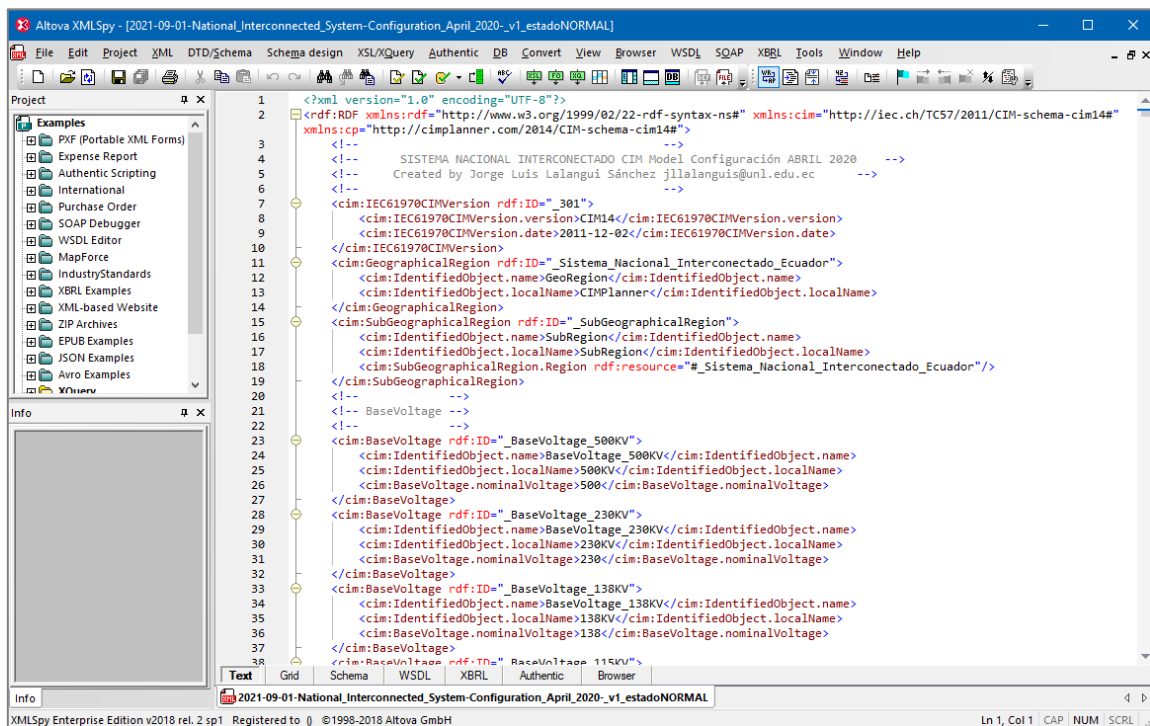 Altova XMLSpy - [2021-09-01-National_Interconnected_System-Configuration_April_2020-_v1_estadoNORMAL]
File Edit Project XML DTD/Schema Schema design XSL/XQuery Authentic DB Convert View Browser WSDL SOAP XBRL Tools Window Help
Project
Examples
PXF (Portable XML Forms)
Expense Report
Authentic Scripting
International
Purchase Order
SOAP Debugger
WSDL Editor
MapForce
IndustryStandards
XBRL Examples
XML-based Website
ZIP Archives
EPUB Examples
JSON Examples
Avro Examples
XQuery
Info
Info
1 <?xml version="1.0" encoding="UTF-8"?>
2 <rdf:RDF xmlns:rdf="http://www.w3.org/1999/02/22-rdf-syntax-ns#" xmlns:cim="http://iec.ch/TC57/2011/CIM-schema-cim14#"
xmlns:cp="http://cimplanner.com/2014/CIM-schema-cim14#">
3 <!-- -->
4 <!-- SISTEMA NACIONAL INTERCONECTADO CIM Model Configuración ABRIL 2020 -->
5 <!-- Created by Jorge Luis Lalangui Sánchez jllalanguis@unl.edu.ec -->
6 <!-- -->
7 <cim:IEC61970CIMVersion rdf:ID="_301">
8 <cim:IEC61970CIMVersion.version>CIM14</cim:IEC61970CIMVersion.version>
9 <cim:IEC61970CIMVersion.date>2011-12-02</cim:IEC61970CIMVersion.date>
10 </cim:IEC61970CIMVersion>
11 <cim:GeographicalRegion rdf:ID="_Sistema_Nacional_Interconectado_Ecuador">
12 <cim:IdentifiedObject.name>GeoRegion</cim:IdentifiedObject.name>
13 <cim:IdentifiedObject.localName>CIMPlanner</cim:IdentifiedObject.localName>
14 </cim:GeographicalRegion>
15 <cim:SubGeographicalRegion rdf:ID="_SubGeographicalRegion">
16 <cim:IdentifiedObject.name>SubRegion</cim:IdentifiedObject.name>
17 <cim:IdentifiedObject.localName>SubRegion</cim:IdentifiedObject.localName>
18 <cim:SubGeographicalRegion.Region rdf:resource="#_Sistema_Nacional_Interconectado_Ecuador"/>
19 </cim:SubGeographicalRegion>
20 <!-- -->
21 <!-- BaseVoltage -->
22 <!-- -->
23 <cim:BaseVoltage rdf:ID="_BaseVoltage_500KV">
24 <cim:IdentifiedObject.name>BaseVoltage_500KV</cim:IdentifiedObject.name>
25 <cim:IdentifiedObject.localName>500KV</cim:IdentifiedObject.localName>
26 <cim:BaseVoltage.nominalVoltage>500</cim:BaseVoltage.nominalVoltage>
27 </cim:BaseVoltage>
28 <cim:BaseVoltage rdf:ID="_BaseVoltage_230KV">
29 <cim:IdentifiedObject.name>BaseVoltage_230KV</cim:IdentifiedObject.name>
30 <cim:IdentifiedObject.localName>230KV</cim:IdentifiedObject.localName>
31 <cim:BaseVoltage.nominalVoltage>230</cim:BaseVoltage.nominalVoltage>
32 </cim:BaseVoltage>
33 <cim:BaseVoltage rdf:ID="_BaseVoltage_138KV">
34 <cim:IdentifiedObject.name>BaseVoltage_138KV</cim:IdentifiedObject.name>
35 <cim:IdentifiedObject.localName>138KV</cim:IdentifiedObject.localName>
36 <cim:BaseVoltage.nominalVoltage>138</cim:BaseVoltage.nominalVoltage>
37 </cim:BaseVoltage>
38 <cim:BaseVoltage rdf:ID="_BaseVoltage_115KV">
Text Grid Schema WSDL XBRL Authentic Browser
2021-09-01-National_Interconnected_System-Configuration_April_2020-_v1_estadoNORMAL
XMLSpy Enterprise Edition v2018 rel. 2 sp1 Registered to () ©1998-2018 Altova GmbH Ln 1, Col 1 CAP NUM SCRL